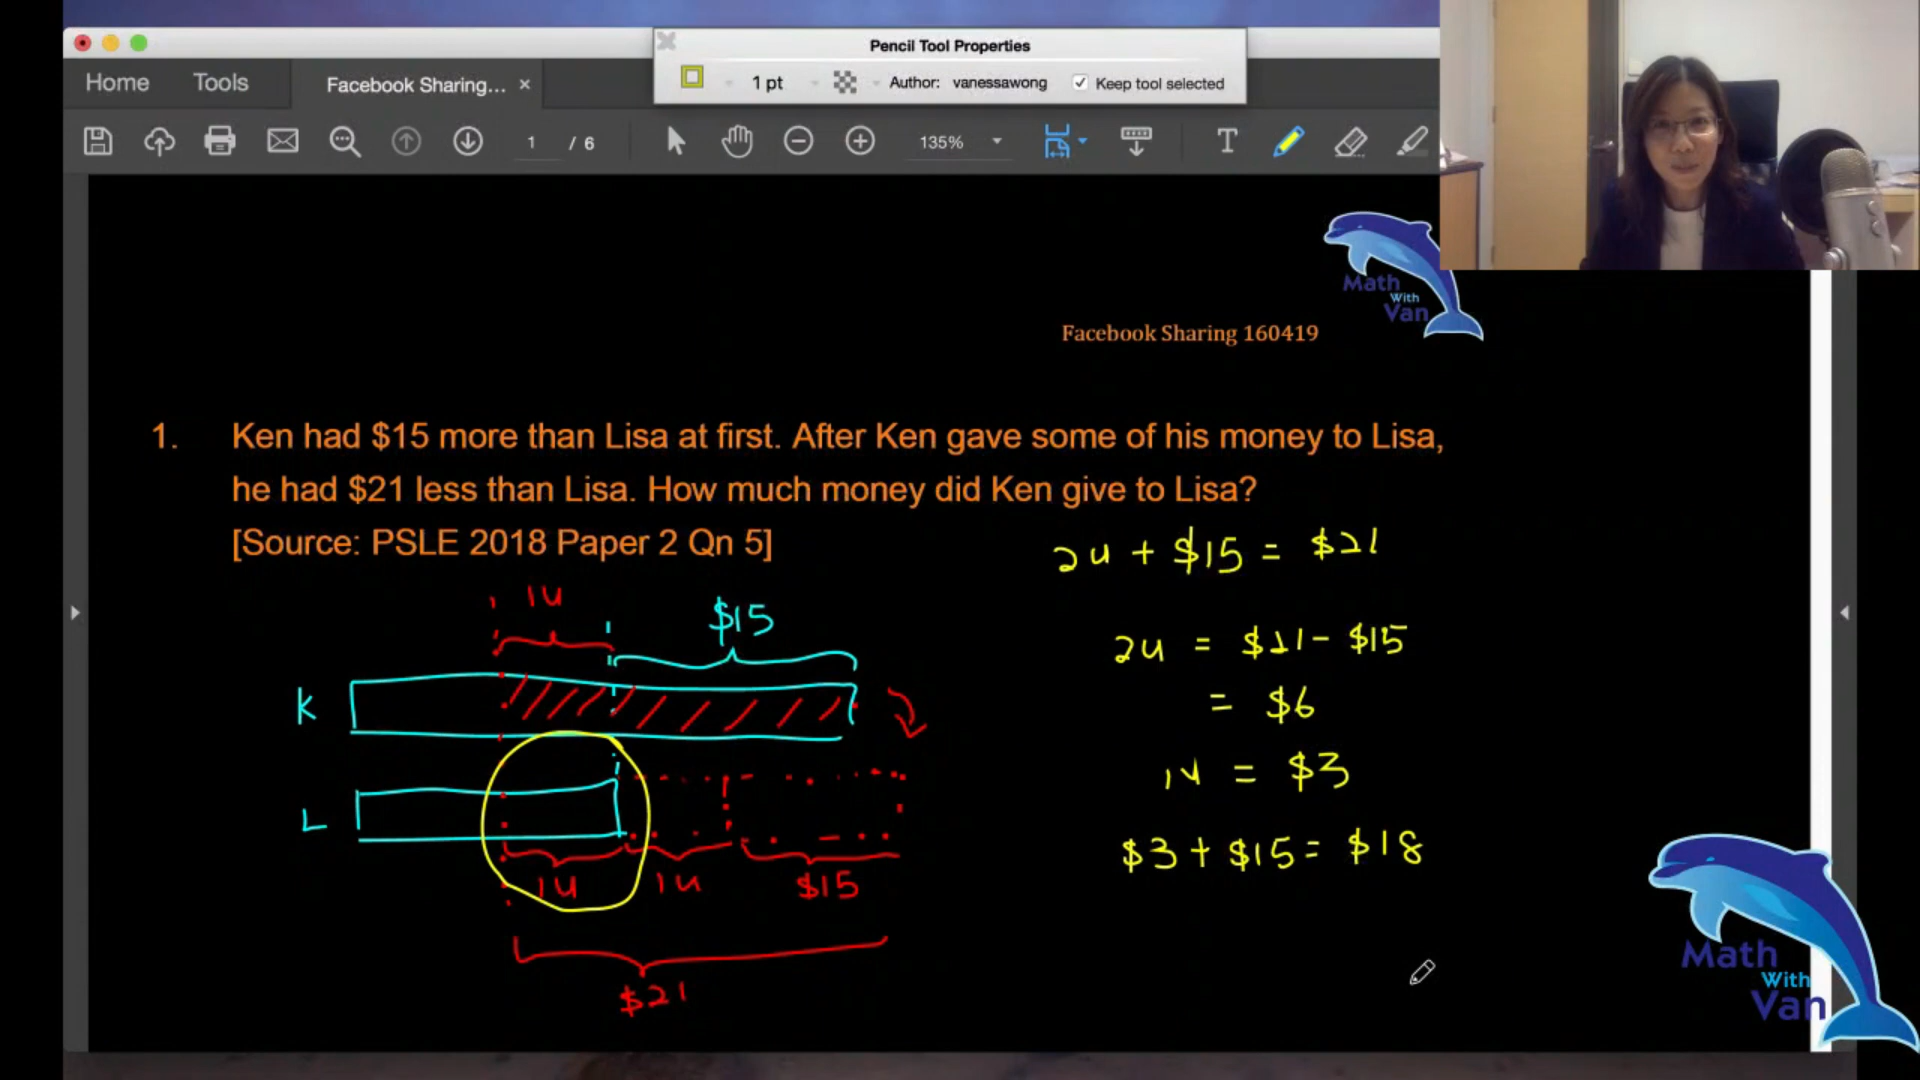 Pencil Tool Properties
1 pt Author: vanessawong Keep tool selected
Home Tools Facebook Sharing... ×
1 / 6 135%
Math
With
Van
Facebook Sharing 160419
1. Ken had $15 more than Lisa at first. After Ken gave some of his money to Lisa,
he had $21 less than Lisa. How much money did Ken give to Lisa?
[Source: PSLE 2018 Paper 2 Qn 5]
1u
$15
K
L
1u 1u $15
$21
2u + $15 = $21
2u = $21 - $15
= $6
1u = $3
$3 + $15 = $18
Math
With
Van